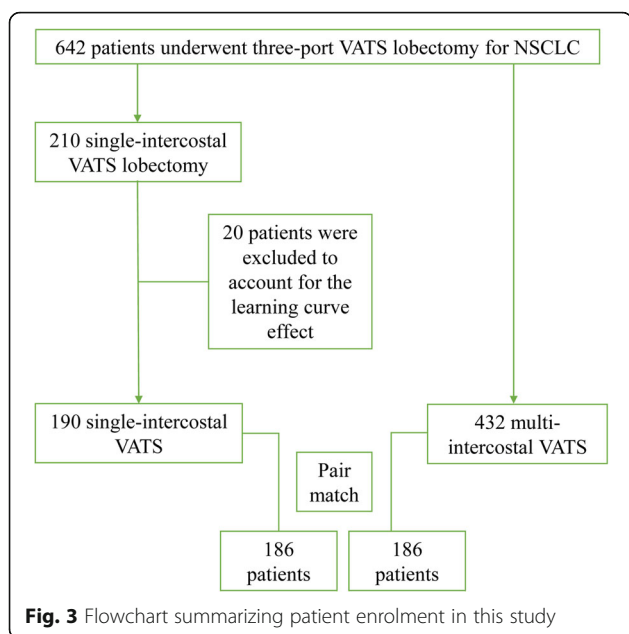 642 patients underwent three-port VATS lobectomy for NSCLC
210 single-intercostal
VATS lobectomy
20 patients were
excluded to
account for the
learning curve
effect
190 single-intercostal
VATS
432 multi-
intercostal VATS
Pair
match
186
patients
186
patients
Fig. 3 Flowchart summarizing patient enrolment in this study